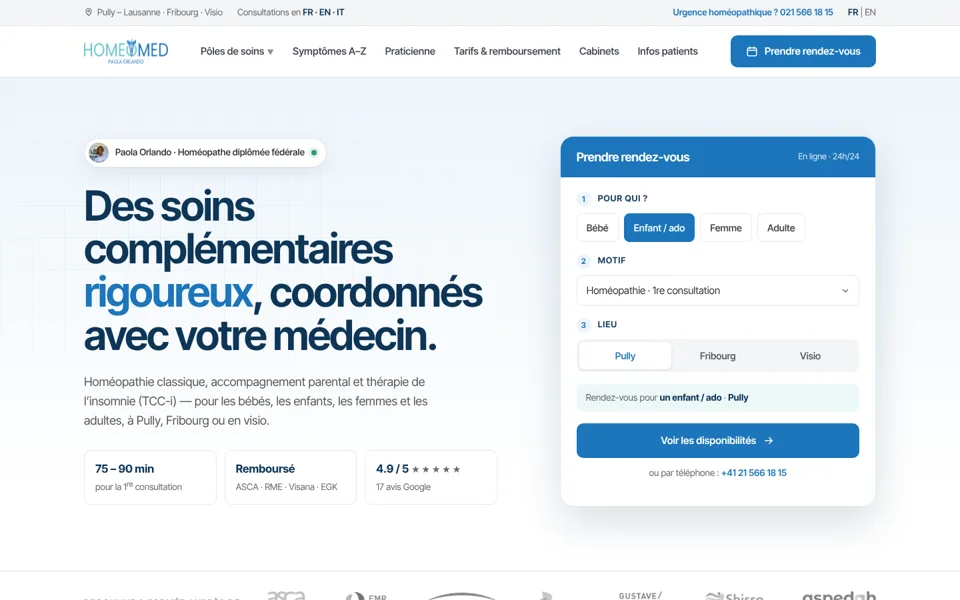 Pully – Lausanne · Fribourg · Visio
Consultations en FR · EN · IT
Urgence homéopathique ? 021 566 18 15
FR | EN
HOMEOMED
PAOLA ORLANDO
Pôles de soins ▼
Symptômes A–Z
Praticienne
Tarifs & remboursement
Cabinets
Infos patients
Prendre rendez-vous
Paola Orlando · Homéopathe diplômée fédérale
Des soins
complémentaires
rigoureux, coordonnés
avec votre médecin.
Homéopathie classique, accompagnement parental et thérapie de
l'insomnie (TCC-i) — pour les bébés, les enfants, les femmes et les
adultes, à Pully, Fribourg ou en visio.
75 – 90 min
pour la 1re consultation
Remboursé
ASCA · RME · Visana · EGK
4.9 / 5 ★ ★ ★ ★ ★
17 avis Google
Prendre rendez-vous
En ligne · 24h/24
1 POUR QUI ?
Bébé
Enfant / ado
Femme
Adulte
2 MOTIF
Homéopathie · 1re consultation
3 LIEU
Pully
Fribourg
Visio
Rendez-vous pour un enfant / ado · Pully
Voir les disponibilités →
ou par téléphone : +41 21 566 18 15
asca
EMR
GUSTAVE/
Sbisso
aspedah